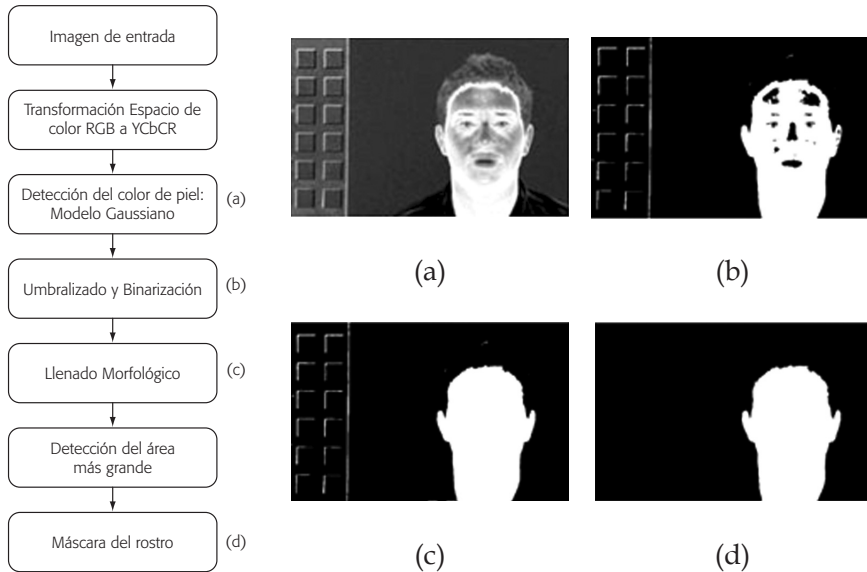 Imagen de entrada
Transformación Espacio de
color RGB a YCbCR
Detección del color de piel:
Modelo Gaussiano
(a)
Umbralizado y Binarización
(b)
Llenado Morfológico
(c)
Detección del área
más grande
Máscara del rostro
(d)
(a)
(b)
(c)
(d)